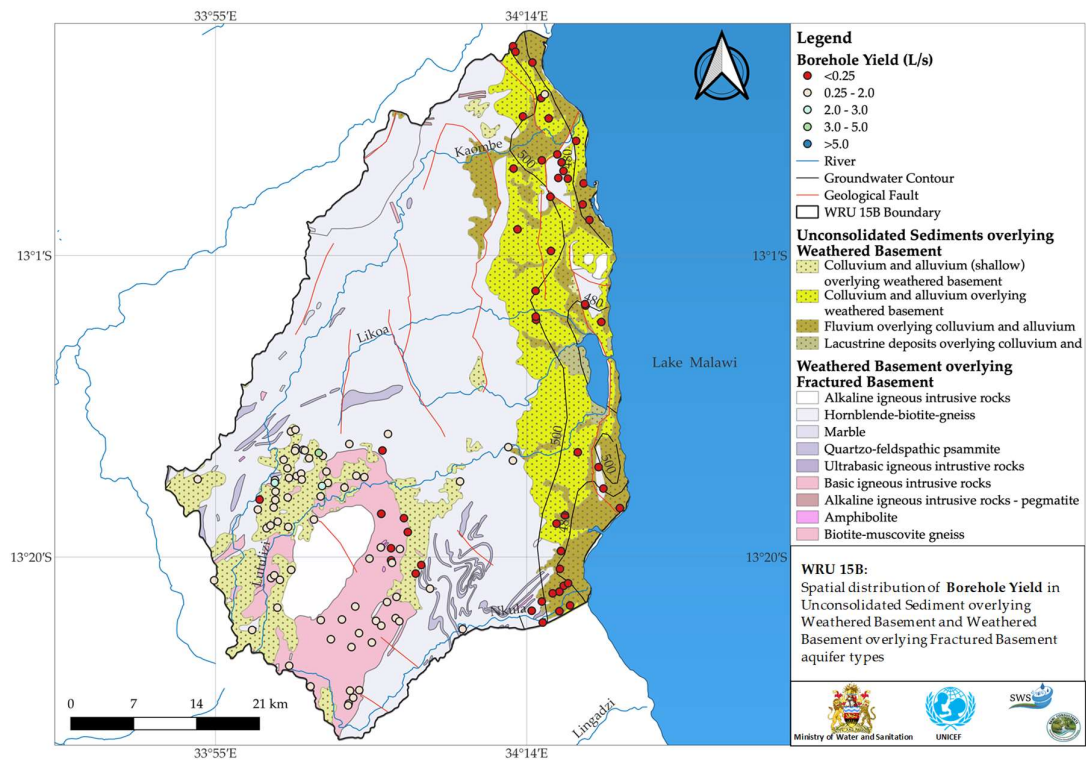 33°55'E
34°14'E
13°1'S
13°1'S
13°20'S
13°20'S
33°55'E
34°14'E
Kaombe
500
480
Likoa
480
500
500
Nkula
Lake Malawi
Lingadzi
0 7 14 21 km
Legend
Borehole Yield (L/s)
<0.25
0.25 - 2.0
2.0 - 3.0
3.0 - 5.0
>5.0
River
Groundwater Contour
Geological Fault
WRU 15B Boundary
Unconsolidated Sediments overlying
Weathered Basement
Colluvium and alluvium (shallow)
overlying weathered basement
Colluvium and alluvium overlying
weathered basement
Fluvium overlying colluvium and alluvium
Lacustrine deposits overlying colluvium and
Weathered Basement overlying
Fractured Basement
Alkaline igneous intrusive rocks
Hornblende-biotite-gneiss
Marble
Quartzo-feldspathic psammite
Ultrabasic igneous intrustive rocks
Basic igneous intrusive rocks
Alkaline igneous intrusive rocks - pegmatite
Amphibolite
Biotite-muscovite gneiss
WRU 15B:
Spatial distribution of Borehole Yield in
Unconsolidated Sediment overlying
Weathered Basement and Weathered
Basement overlying Fractured Basement
aquifer types
Ministry of Water and Sanitation
UNICEF
SWS